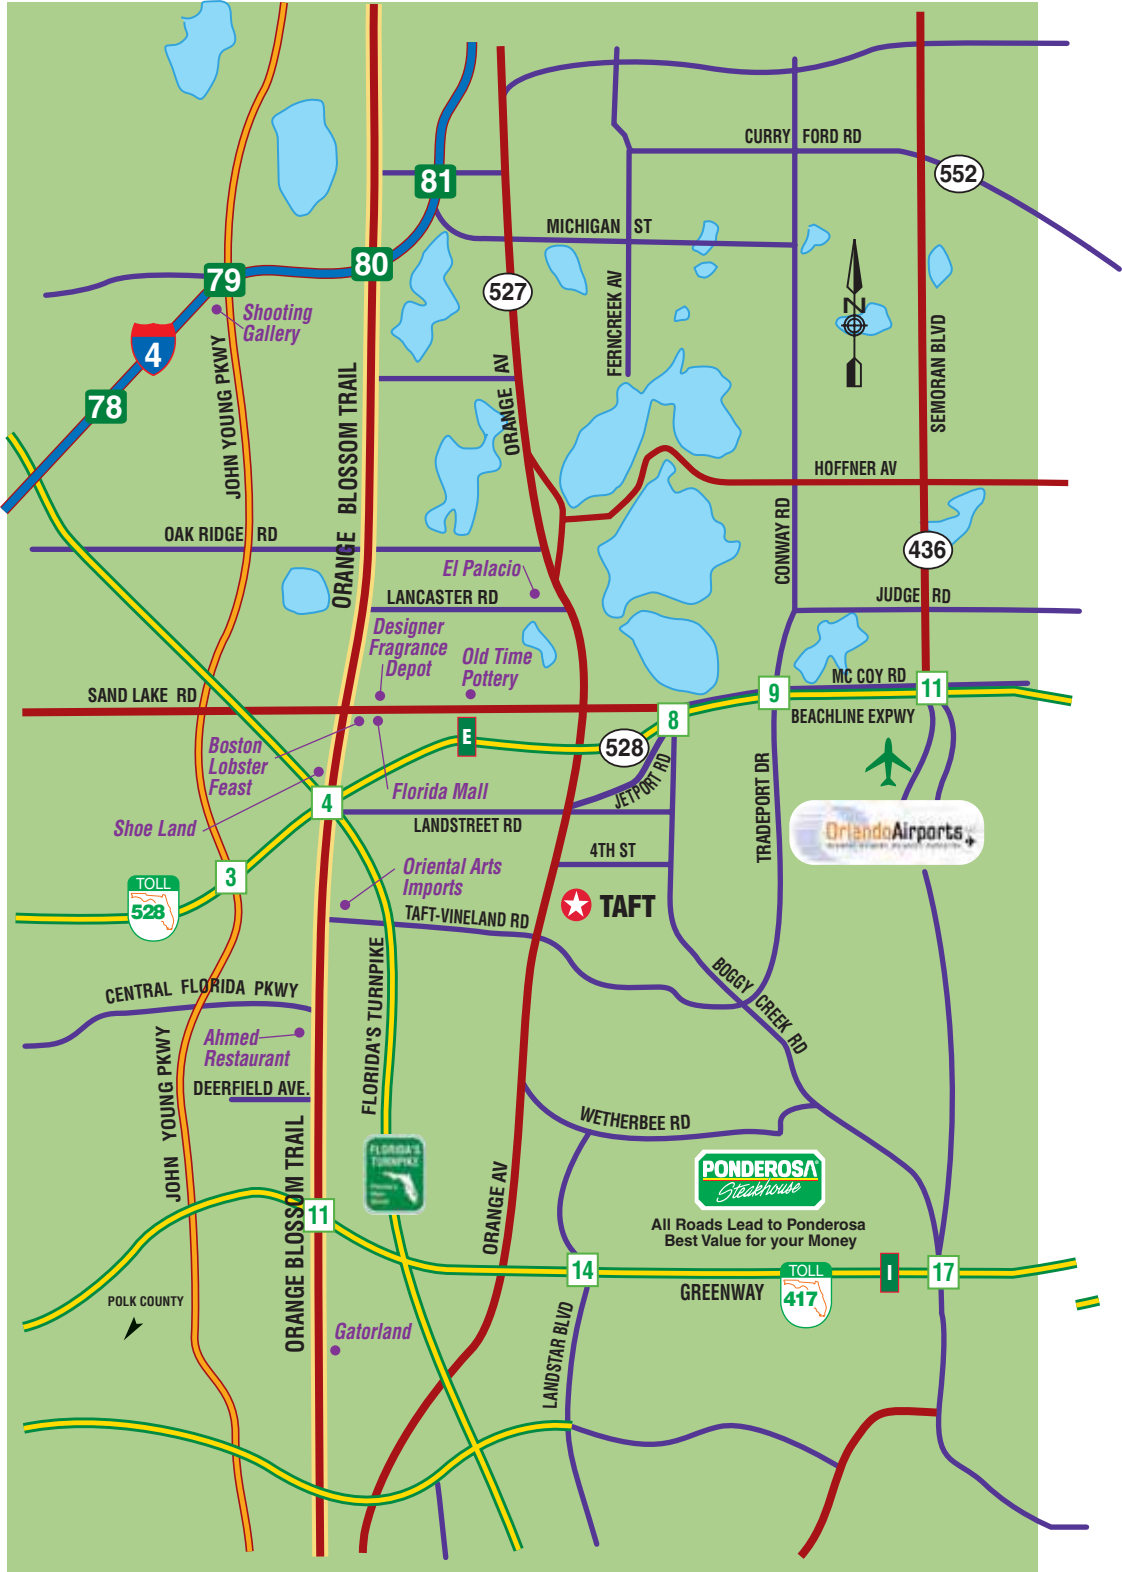 CURRY FORD RD
552
81
MICHIGAN ST
80
79
527
Shooting
Gallery
4
78
JOHN YOUNG PKWY
ORANGE BLOSSOM TRAIL
ORANGE AV
FERNCREEK AV
N
SEMORAN BLVD
HOFFNER AV
CONWAY RD
OAK RIDGE RD
436
El Palacio
LANCASTER RD
JUDGE RD
Designer
Fragrance
Depot
Old Time
Pottery
MC COY RD
SAND LAKE RD
9
11
8
BEACHLINE EXPWY
E
528
Boston
Lobster
Feast
JETPORT RD
TRADEPORT DR
Florida Mall
4
LANDSTREET RD
Shoe Land
OrlandoAirports
4TH ST
3
Oriental Arts
Imports
TOLL
528
TAFT
TAFT-VINELAND RD
FLORIDA'S TURNPIKE
BOGGY CREEK RD
CENTRAL FLORIDA PKWY
Ahmed
Restaurant
JOHN YOUNG PKWY
DEERFIELD AVE.
WETHERBEE RD
ORANGE BLOSSOM TRAIL
FLORIDA'S
TURNPIKE
ORANGE AV
PONDEROSA
Steakhouse
All Roads Lead to Ponderosa
Best Value for your Money
11
14
TOLL
417
I
17
GREENWAY
POLK COUNTY
Gatorland
LANDSTAR BLVD